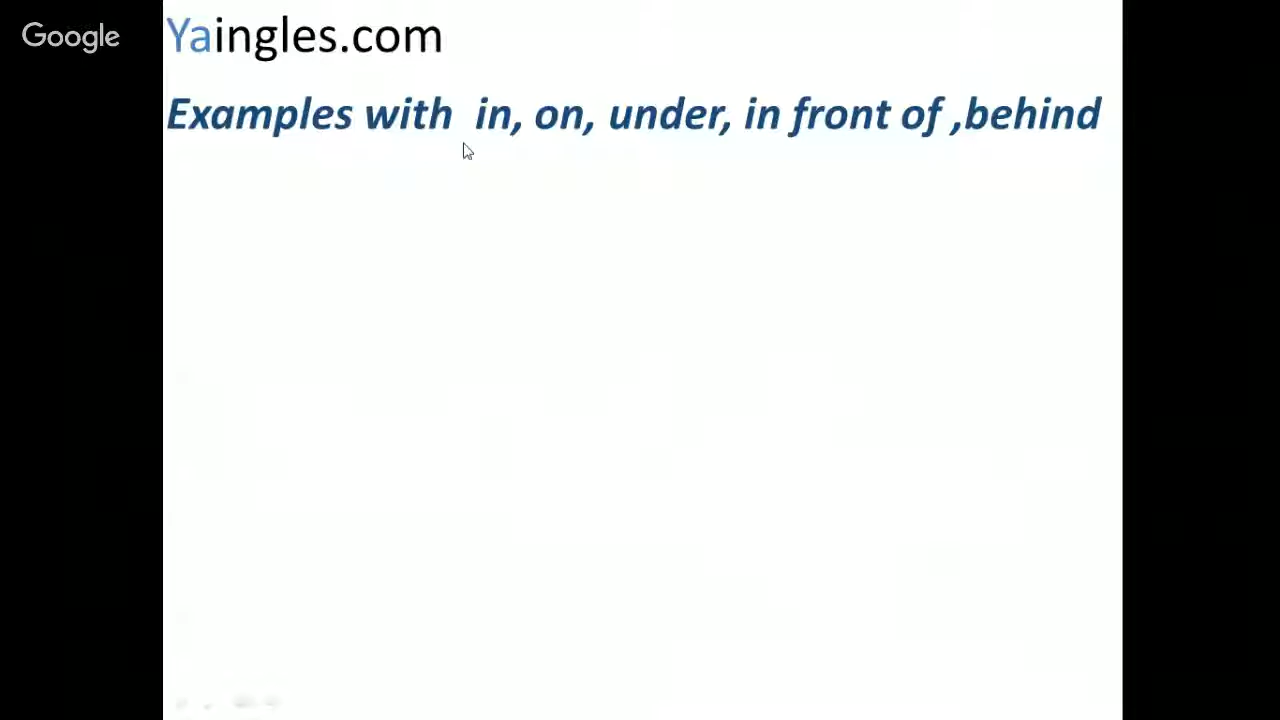 Google
Yaingles.com
Examples with in, on, under, in front of ,behind